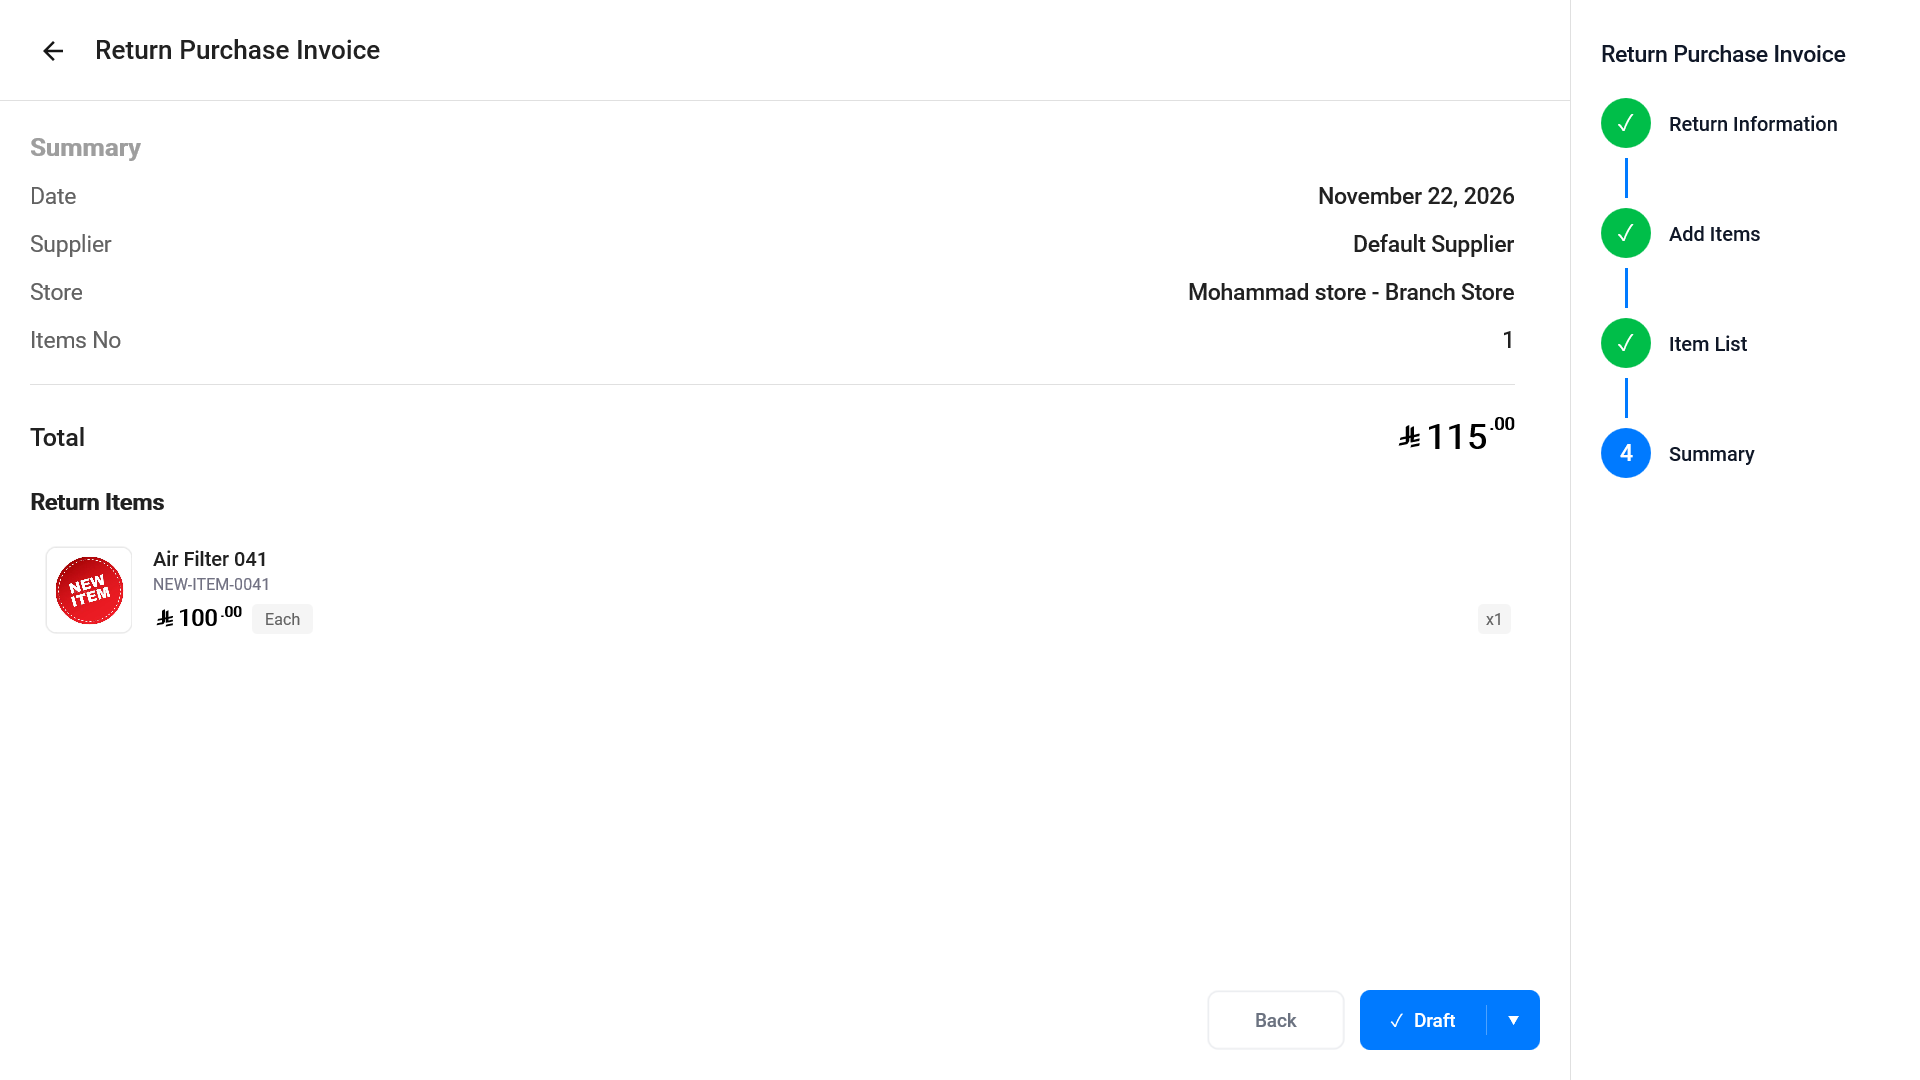 Return Purchase Invoice
Summary
Date November 22, 2026
Supplier Default Supplier
Store Mohammad store - Branch Store
Items No 1
Total 115.00
Return Items
NEW ITEM
Air Filter 041
NEW-ITEM-0041
100.00 Each x1
Back
✓ Draft ▼
Return Purchase Invoice
✓ Return Information
✓ Add Items
✓ Item List
4 Summary